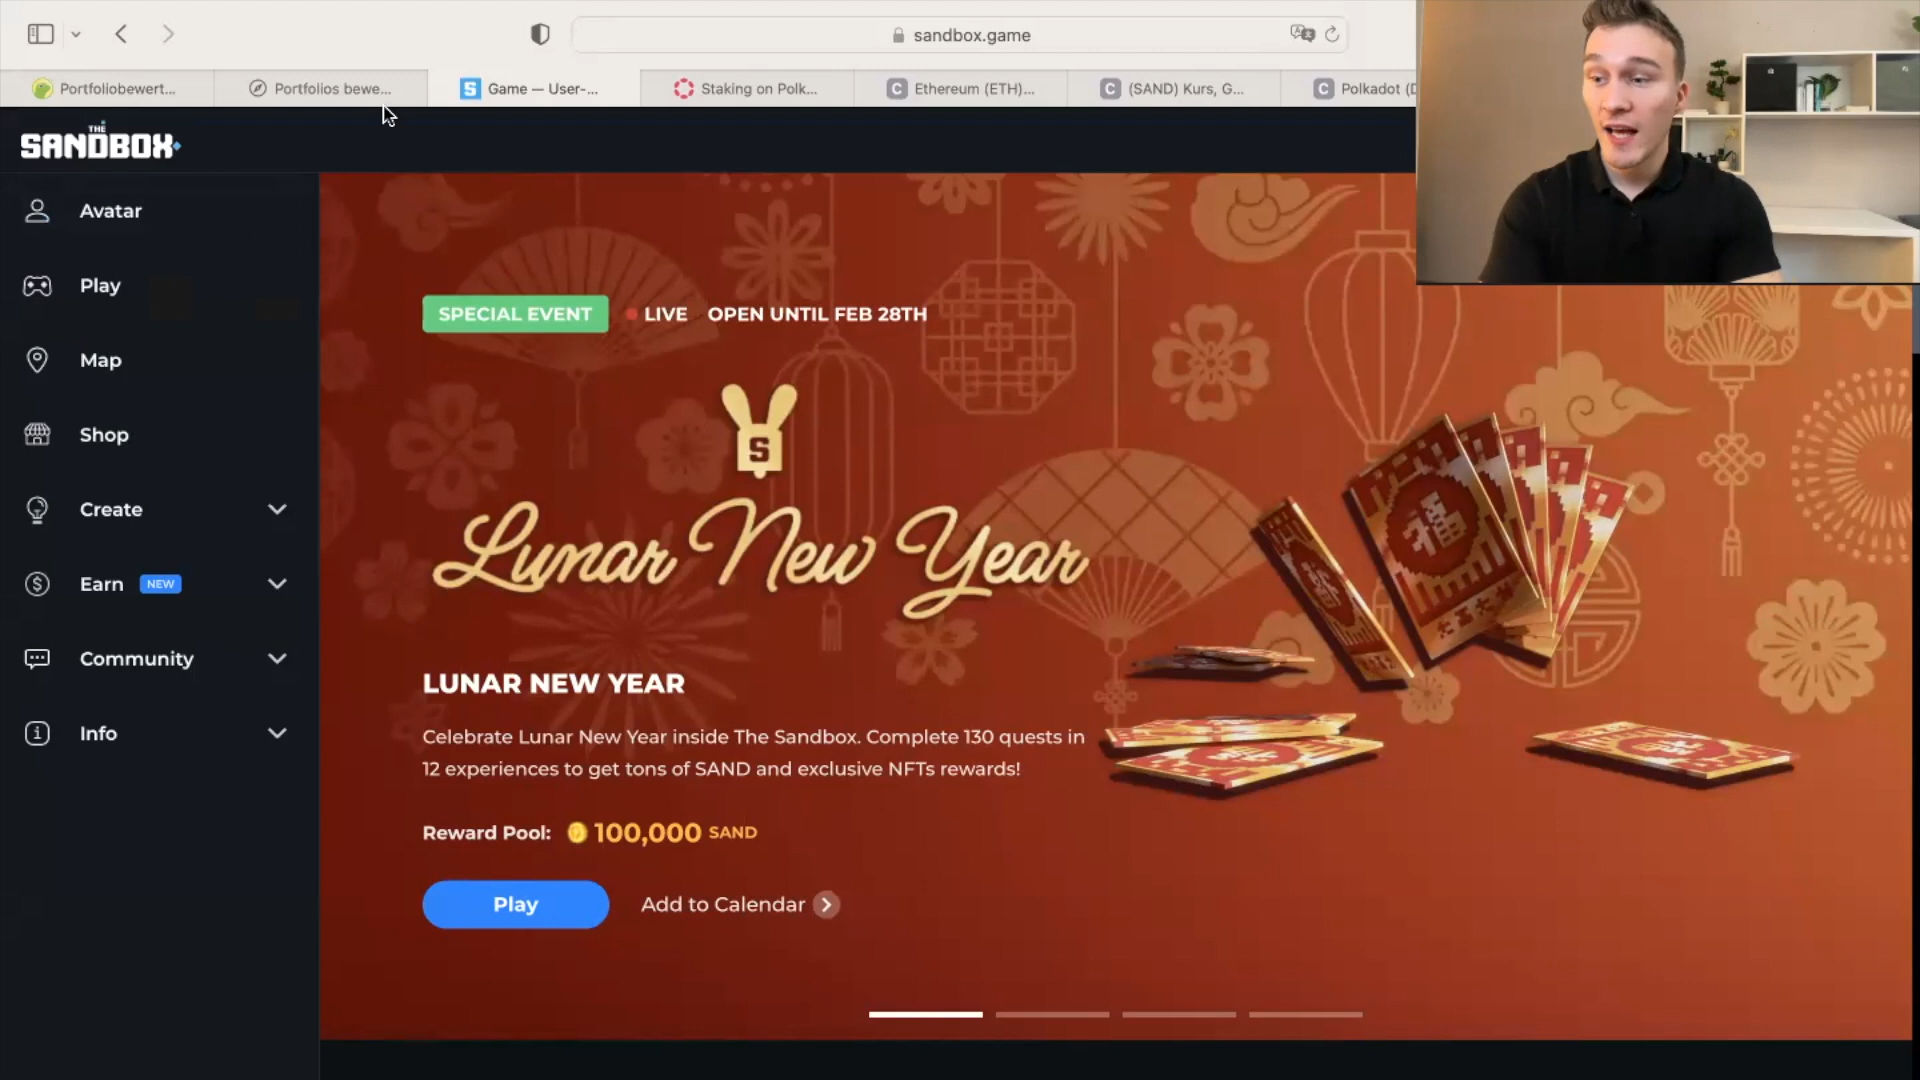 sandbox.game
Portfoliobewert...
Portfolios bewe...
Game — User-...
Staking on Polk...
C Ethereum (ETH)...
C (SAND) Kurs, G...
C Polkadot (D
THE
SANDBOX
Avatar
Play
Map
Shop
Create
Earn NEW
Community
Info
SPECIAL EVENT LIVE OPEN UNTIL FEB 28TH
S
Lunar New Year
福
LUNAR NEW YEAR
Celebrate Lunar New Year inside The Sandbox. Complete 130 quests in
12 experiences to get tons of SAND and exclusive NFTs rewards!
Reward Pool: 100,000 SAND
Play Add to Calendar